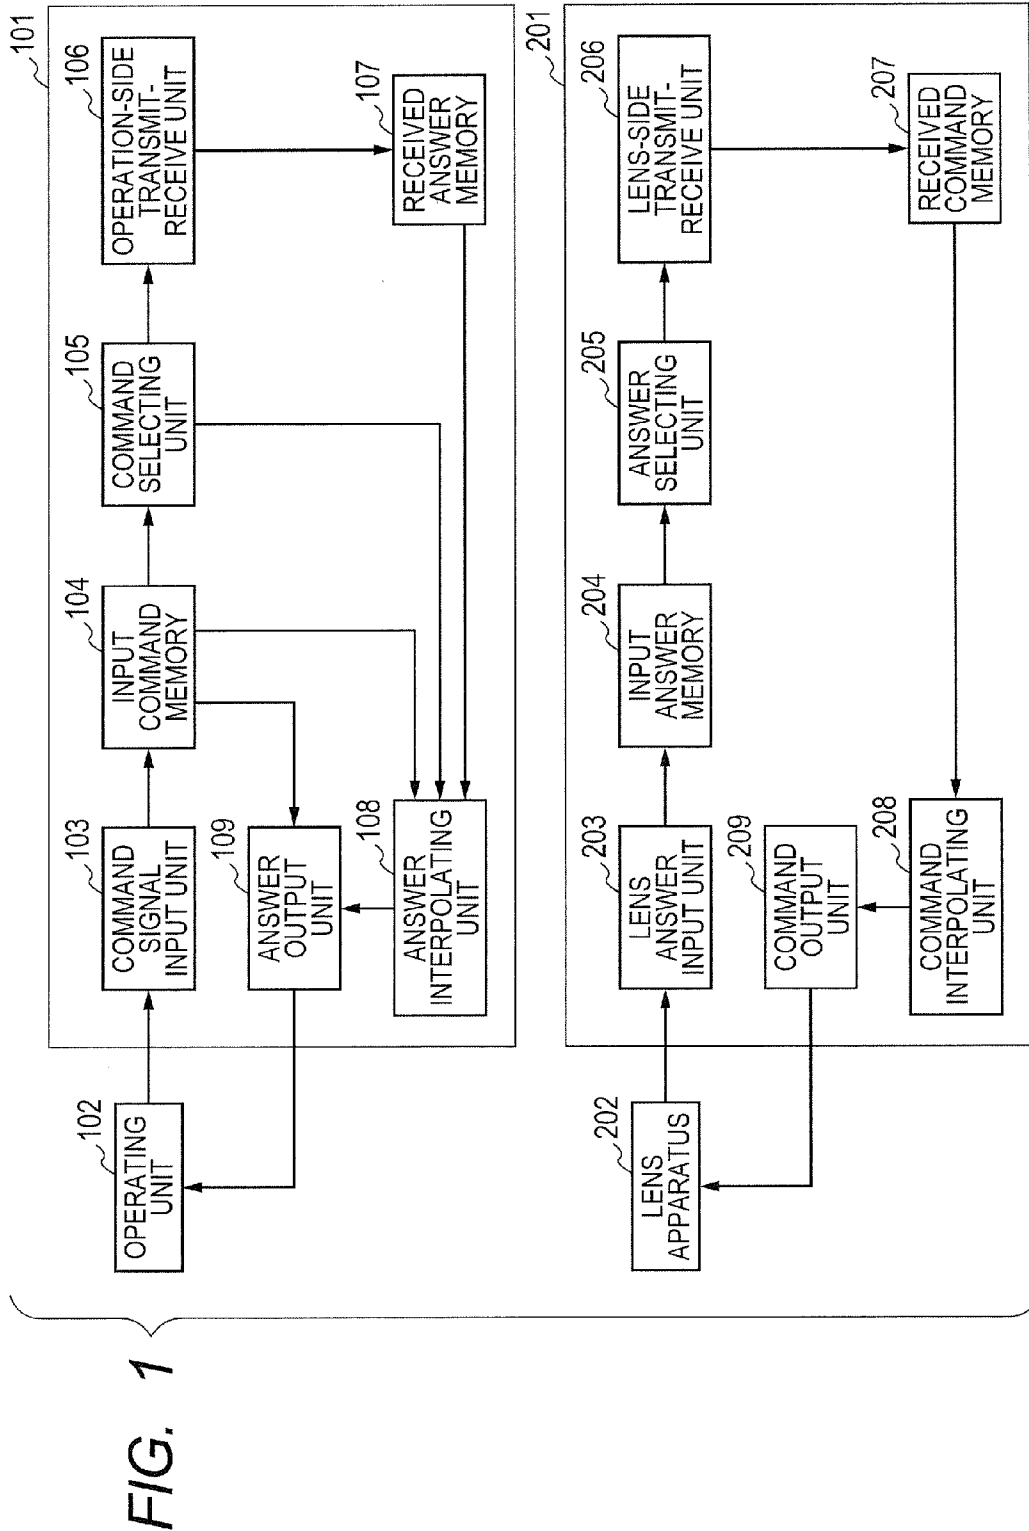 FIG. 1
101
102
OPERATING
UNIT
103
COMMAND
SIGNAL
INPUT UNIT
104
INPUT
COMMAND
MEMORY
105
COMMAND
SELECTING
UNIT
106
OPERATION-SIDE
TRANSMIT-
RECEIVE UNIT
109
ANSWER
OUTPUT
UNIT
108
ANSWER
INTERPOLATING
UNIT
107
RECEIVED
ANSWER
MEMORY
201
202
LENS
APPARATUS
203
LENS
ANSWER
INPUT UNIT
204
INPUT
ANSWER
MEMORY
205
ANSWER
SELECTING
UNIT
206
LENS-SIDE
TRANSMIT-
RECEIVE UNIT
209
COMMAND
OUTPUT
UNIT
208
COMMAND
INTERPOLATING
UNIT
207
RECEIVED
COMMAND
MEMORY